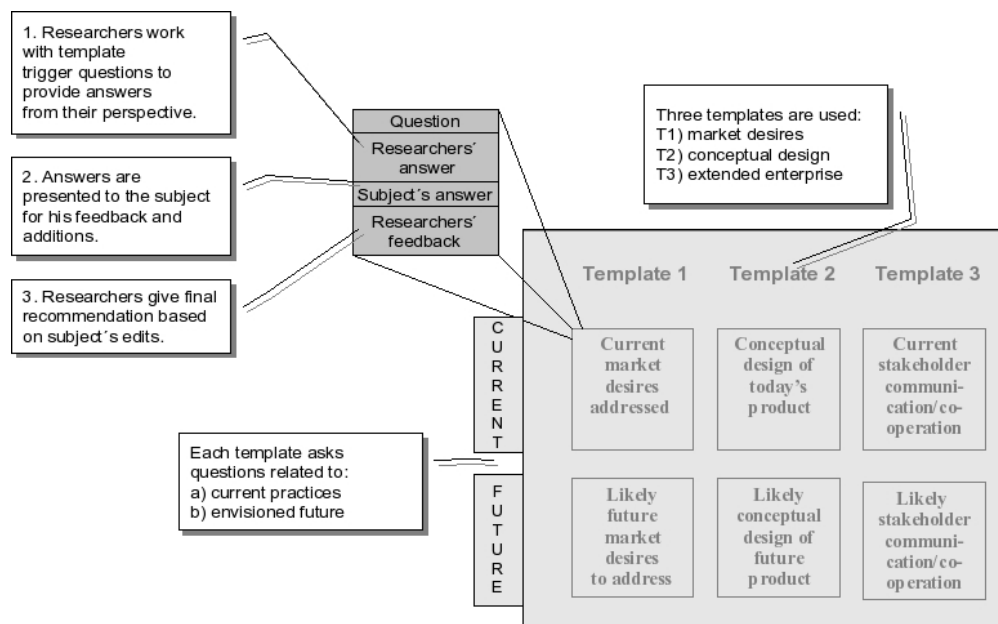 1. Researchers work
with template
trigger questions to
provide answers
from their perspective.
2. Answers are
presented to the subject
for his feedback and
additions.
3. Researchers give final
recommendation based
on subject´s edits.
Question
Researchers´
answer
Subject´s answer
Researchers´
feedback
Three templates are used:
T1) market desires
T2) conceptual design
T3) extended enterprise
Each template asks
questions related to:
a) current practices
b) envisioned future
Template 1
Template 2
Template 3
CURRENT
Current
market
desires
addressed
Conceptual
design of
today's
product
Current
stakeholder
communi-
cation/co-
operation
FUTURE
Likely
future
market
desires
to address
Likely
conceptual
design of
future
product
Likely
stakeholder
communi-
cation/co-
operation